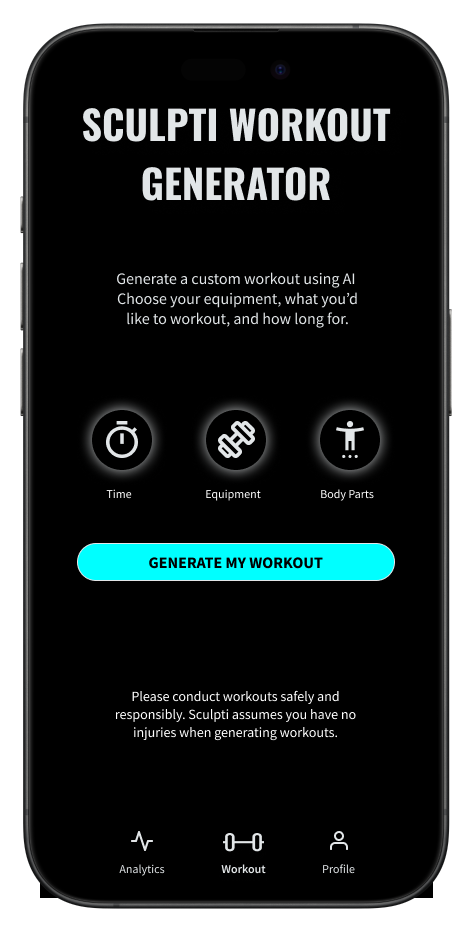 SCULPTI WORKOUT
GENERATOR
Generate a custom workout using AI
Choose your equipment, what you’d
like to workout, and how long for.
Time
Equipment
Body Parts
GENERATE MY WORKOUT
Please conduct workouts safely and
responsibly. Sculpti assumes you have no
injuries when generating workouts.
Analytics
Workout
Profile